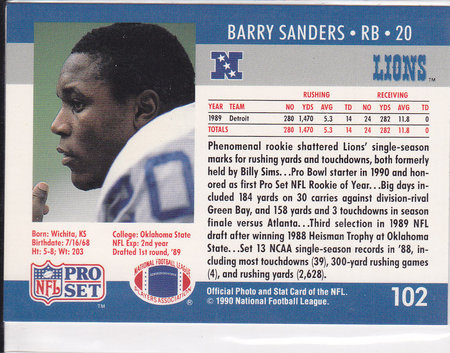 BARRY SANDERS • RB • 20
N
LIONS™
RUSHING RECEIVING
YEAR TEAM NO YDS AVG TD NO YDS AVG TD
1989 Detroit 280 1,470 5.3 14 24 282 11.8 0
TOTALS 280 1,470 5.3 14 24 282 11.8 0
Phenomenal rookie shattered Lions' single-season
marks for rushing yards and touchdowns, both formerly
held by Billy Sims...Pro Bowl starter in 1990 and hon-
ored as first Pro Set NFL Rookie of Year...Big days in-
cluded 184 yards on 30 carries against division-rival
Green Bay, and 158 yards and 3 touchdowns in season
finale versus Atlanta...Third selection in 1989 NFL
draft after winning 1988 Heisman Trophy at Oklahoma
State...Set 13 NCAA single-season records in '88, in-
cluding most touchdowns (39), 300-yard rushing games
(4), and rushing yards (2,628).
Born: Wichita, KS
Birthdate: 7/16/68
Ht: 5-8; Wt: 203
College: Oklahoma State
NFL Exp: 2nd year
Drafted 1st round, '89
NFL
PRO
SET
™
NATIONAL FOOTBALL LEAGUE
PLAYERS ASSOCIATION
®
Official Photo and Stat Card of the NFL.
© 1990 National Football League.
102